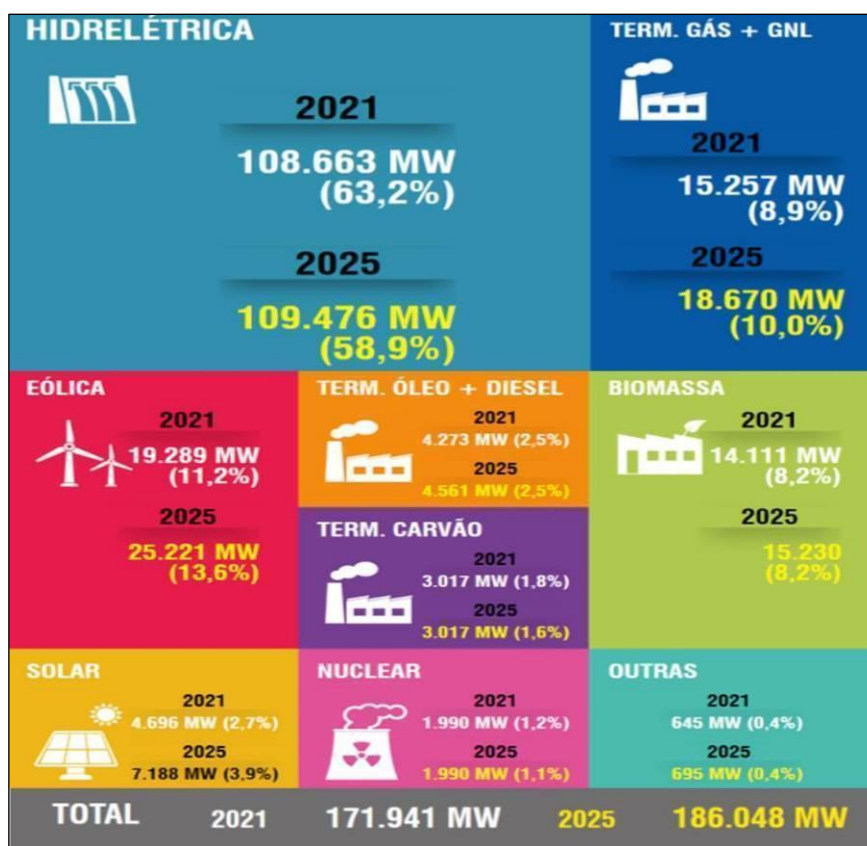 HIDRELÉTRICA
2021
108.663 MW
(63,2%)
2025
109.476 MW
(58,9%)
TERM. GÁS + GNL
2021
15.257 MW
(8,9%)
2025
18.670 MW
(10,0%)
EÓLICA
2021
19.289 MW
(11,2%)
2025
25.221 MW
(13,6%)
TERM. ÓLEO + DIESEL
2021
4.273 MW (2,5%)
2025
4.561 MW (2,5%)
TERM. CARVÃO
2021
3.017 MW (1,8%)
2025
3.017 MW (1,6%)
BIOMASSA
2021
14.111 MW
(8,2%)
2025
15.230
(8,2%)
SOLAR
2021
4.696 MW (2,7%)
2025
7.188 MW (3,9%)
NUCLEAR
2021
1.990 MW (1,2%)
2025
1.990 MW (1,1%)
OUTRAS
2021
645 MW (0,4%)
2025
695 MW (0,4%)
TOTAL 2021 171.941 MW 2025 186.048 MW